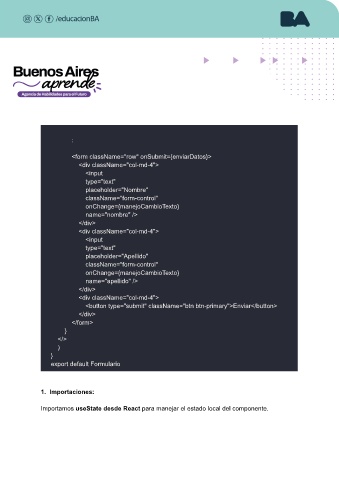 /educacionBA
BA
Buenos Aires
aprende
Agencia de Habilidades para el Futuro
:
<form className="row" onSubmit={enviarDatos}>
<div className="col-md-4">
<input
type="text"
placeholder="Nombre"
className="form-control"
onChange={manejoCambioTexto}
name="nombre" />
</div>
<div className="col-md-4">
<input
type="text"
placeholder="Apellido"
className="form-control"
onChange={manejoCambioTexto}
name="apellido" />
</div>
<div className="col-md-4">
<button type="submit" className="btn btn-primary">Enviar</button>
</div>
</form>
}
</>
)
}
export default Formulario
1. Importaciones:
Importamos useState desde React para manejar el estado local del componente.